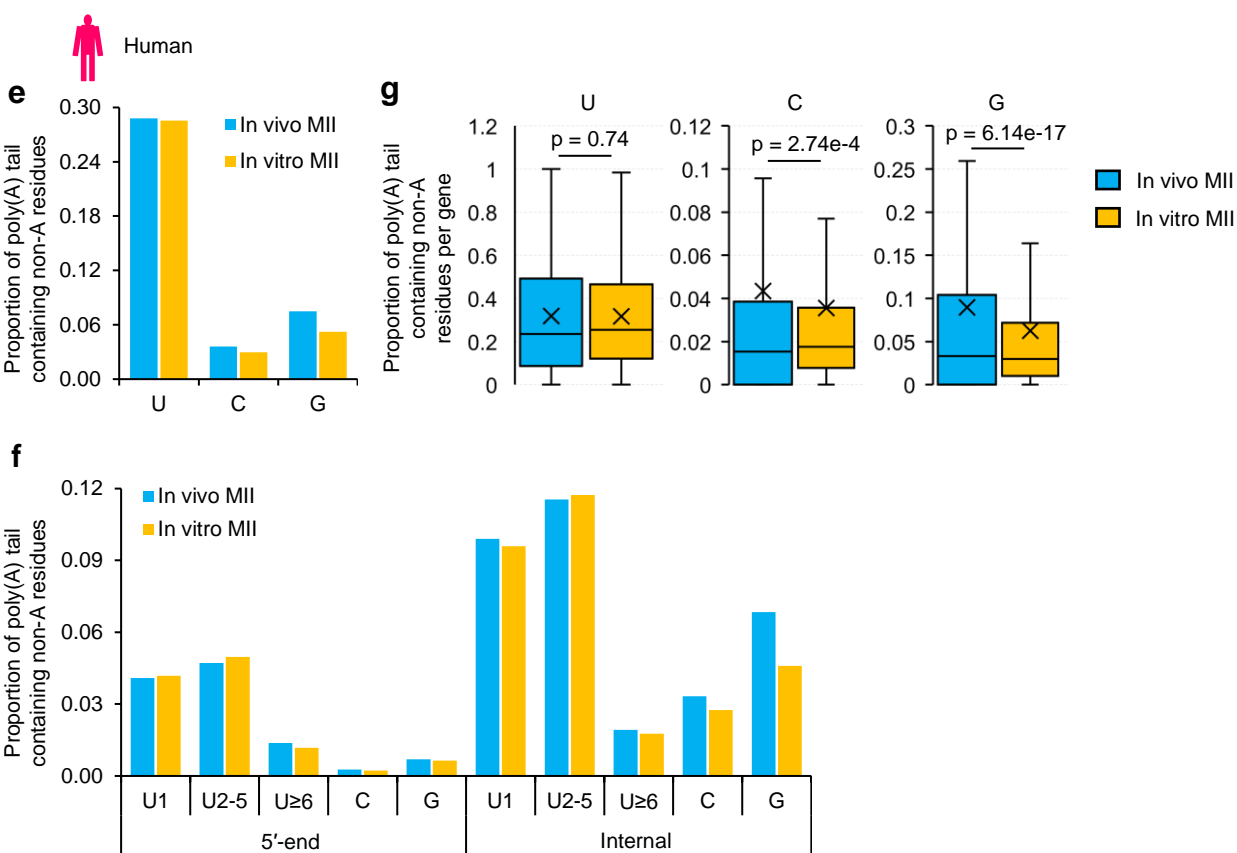 Human
e
Proportion of poly(A) tail
containing non-A residues
0.30
0.24
0.18
0.12
0.06
0.00
In vivo MII
In vitro MII
U C G
g
Proportion of poly(A) tail
containing non-A
residues per gene
U
1.2
1
0.8
0.6
0.4
0.2
0
p = 0.74
C
0.12
0.1
0.08
0.06
0.04
0.02
0
p = 2.74e-4
G
0.3
0.25
0.2
0.15
0.1
0.05
0
p = 6.14e-17
In vivo MII
In vitro MII
f
Proportion of poly(A) tail
containing non-A residues
0.12
0.09
0.06
0.03
0.00
In vivo MII
In vitro MII
U1 U2-5 U≥6 C G U1 U2-5 U≥6 C G
5′-end Internal